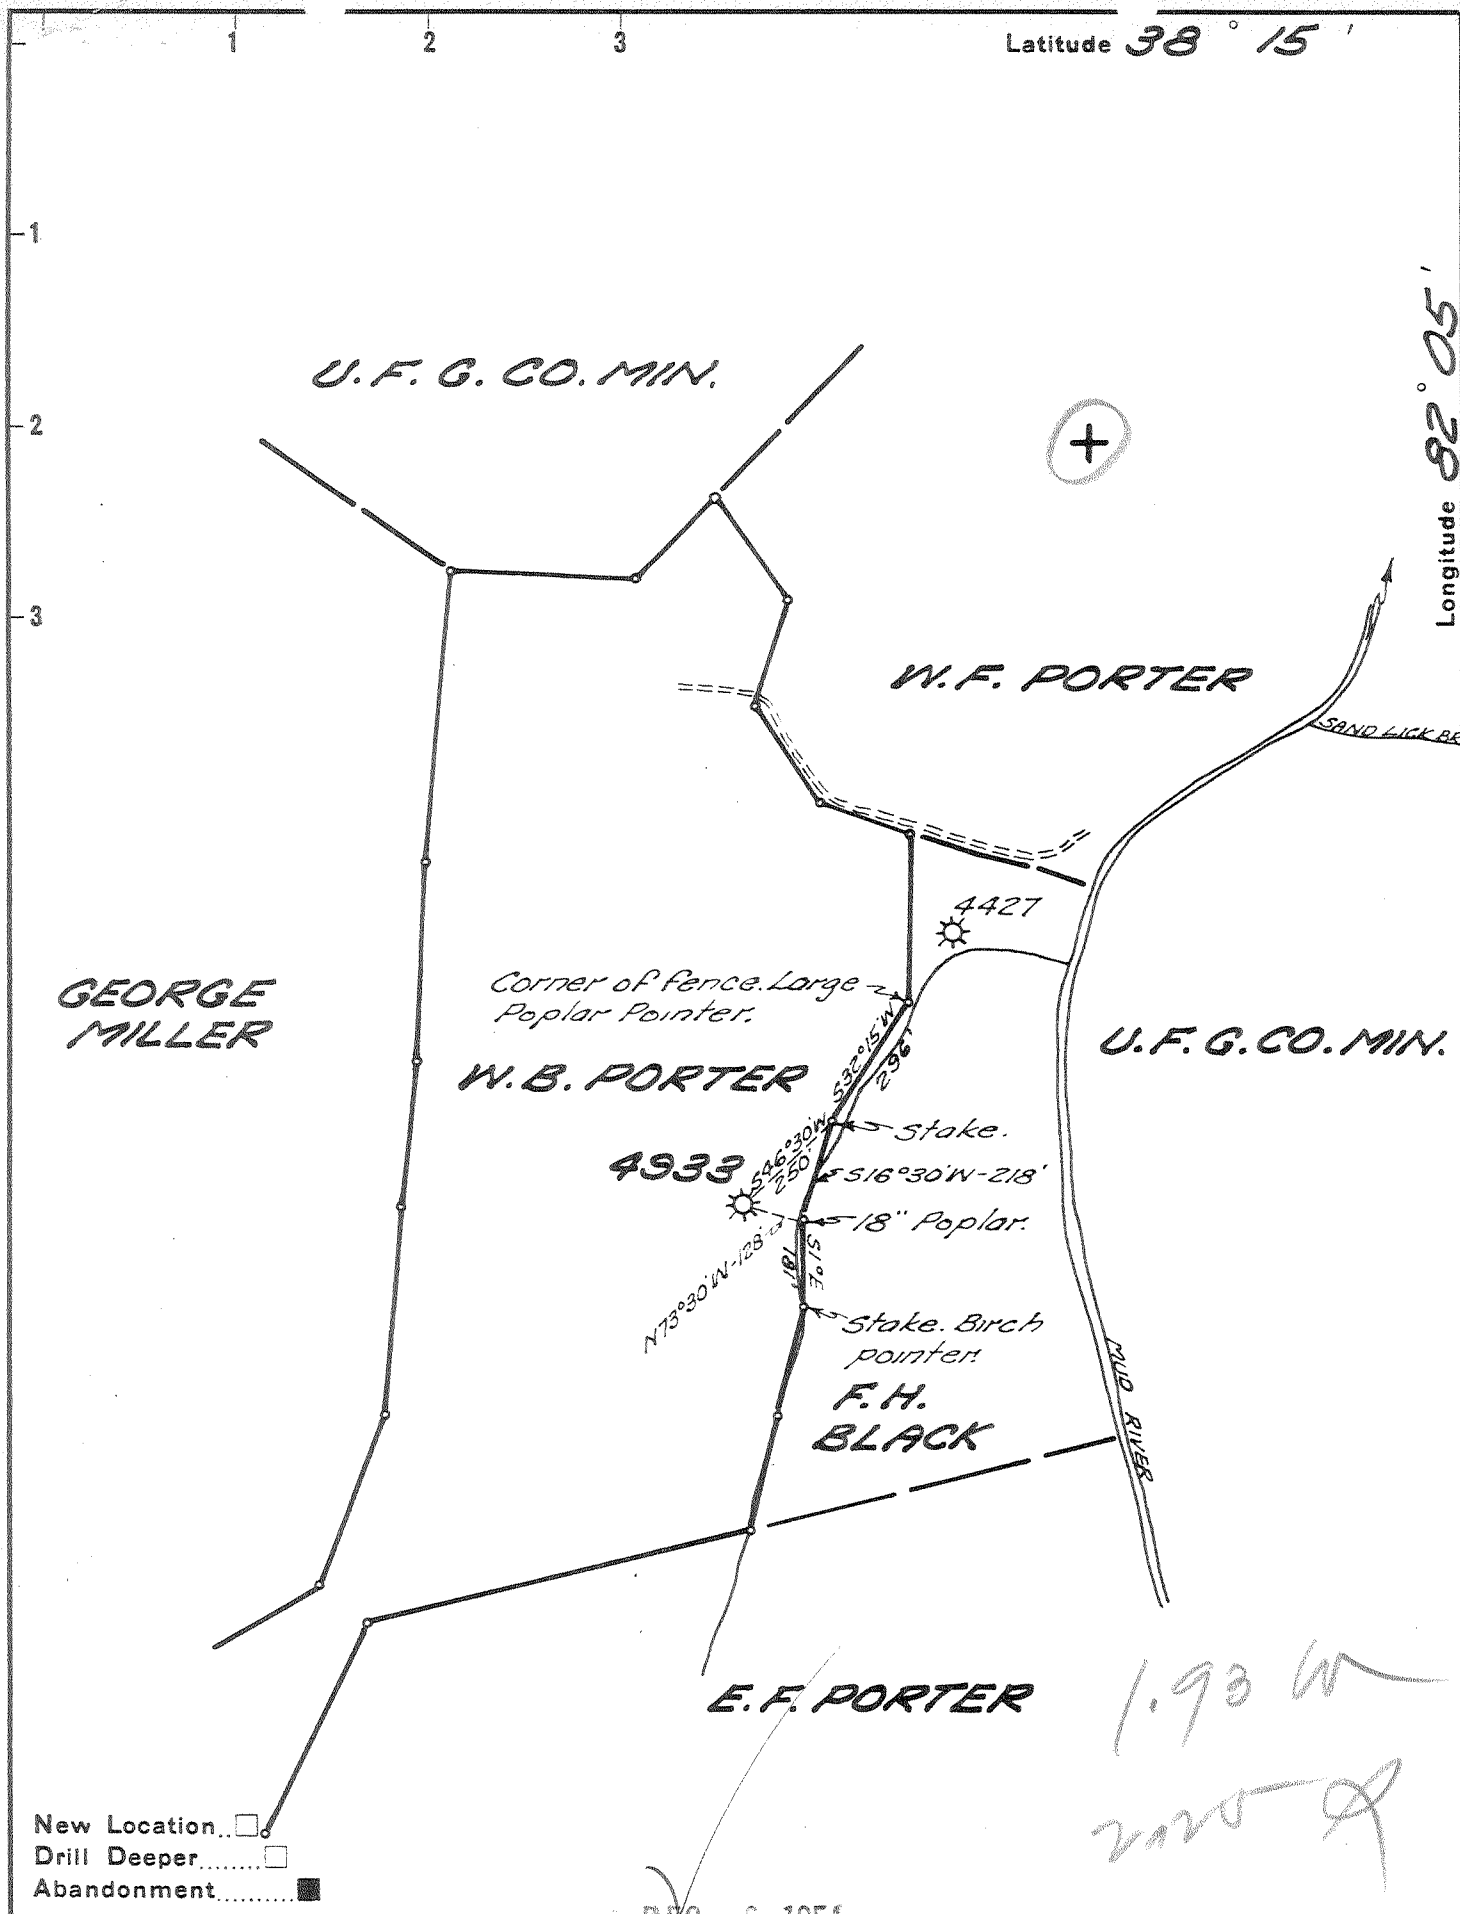 1 2 3
Latitude 38° 15'
1
2
3
Longitude 82° 05'
U. F. G. CO. MIN.
+
W. F. PORTER
SAND LICK BR
4427
GEORGE
MILLER
Corner of fence. Large
Poplar Pointer.
W. B. PORTER
S32°15'W
296'
U. F. G. CO. MIN.
Stake.
4933
S46°30'W
250'
S16°30'W-218'
18" Poplar.
N73°30'W-128'
S1°E
181'
Stake. Birch
pointer.
F. H.
BLACK
MUD RIVER
E. F. PORTER
1.93 W
New Location..
Drill Deeper........
Abandonment..........